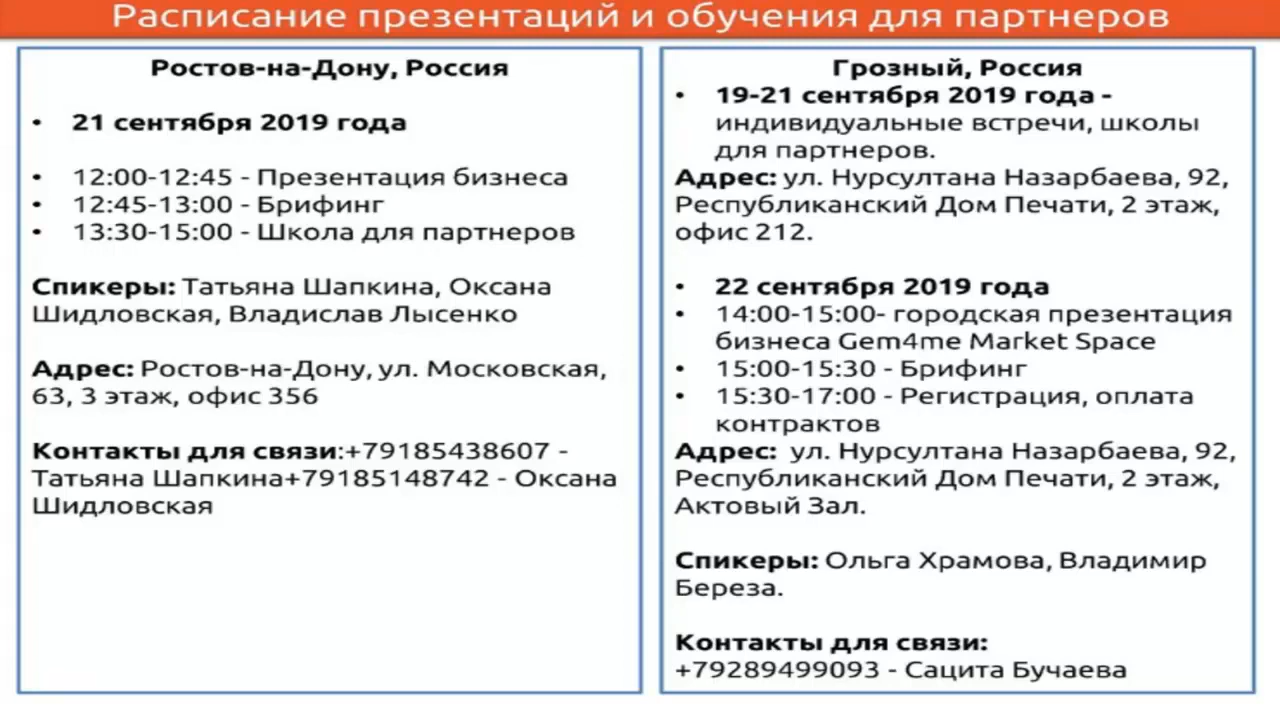 Расписание презентаций и обучения для партнеров
Ростов-на-Дону, Россия
• 21 сентября 2019 года
• 12:00-12:45 - Презентация бизнеса
• 12:45-13:00 - Брифинг
• 13:30-15:00 - Школа для партнеров
Спикеры: Татьяна Шапкина, Оксана
Шидловская, Владислав Лысенко
Адрес: Ростов-на-Дону, ул. Московская,
63, 3 этаж, офис 356
Контакты для связи:+79185438607 -
Татьяна Шапкина+79185148742 - Оксана
Шидловская
Грозный, Россия
• 19-21 сентября 2019 года -
индивидуальные встречи, школы
для партнеров.
Адрес: ул. Нурсултана Назарбаева, 92,
Республиканский Дом Печати, 2 этаж,
офис 212.
• 22 сентября 2019 года
• 14:00-15:00- городская презентация
бизнеса Gem4me Market Space
• 15:00-15:30 - Брифинг
• 15:30-17:00 - Регистрация, оплата
контрактов
Адрес: ул. Нурсултана Назарбаева, 92,
Республиканский Дом Печати, 2 этаж,
Актовый Зал.
Спикеры: Ольга Храмова, Владимир
Береза.
Контакты для связи:
+79289499093 - Сацита Бучаева